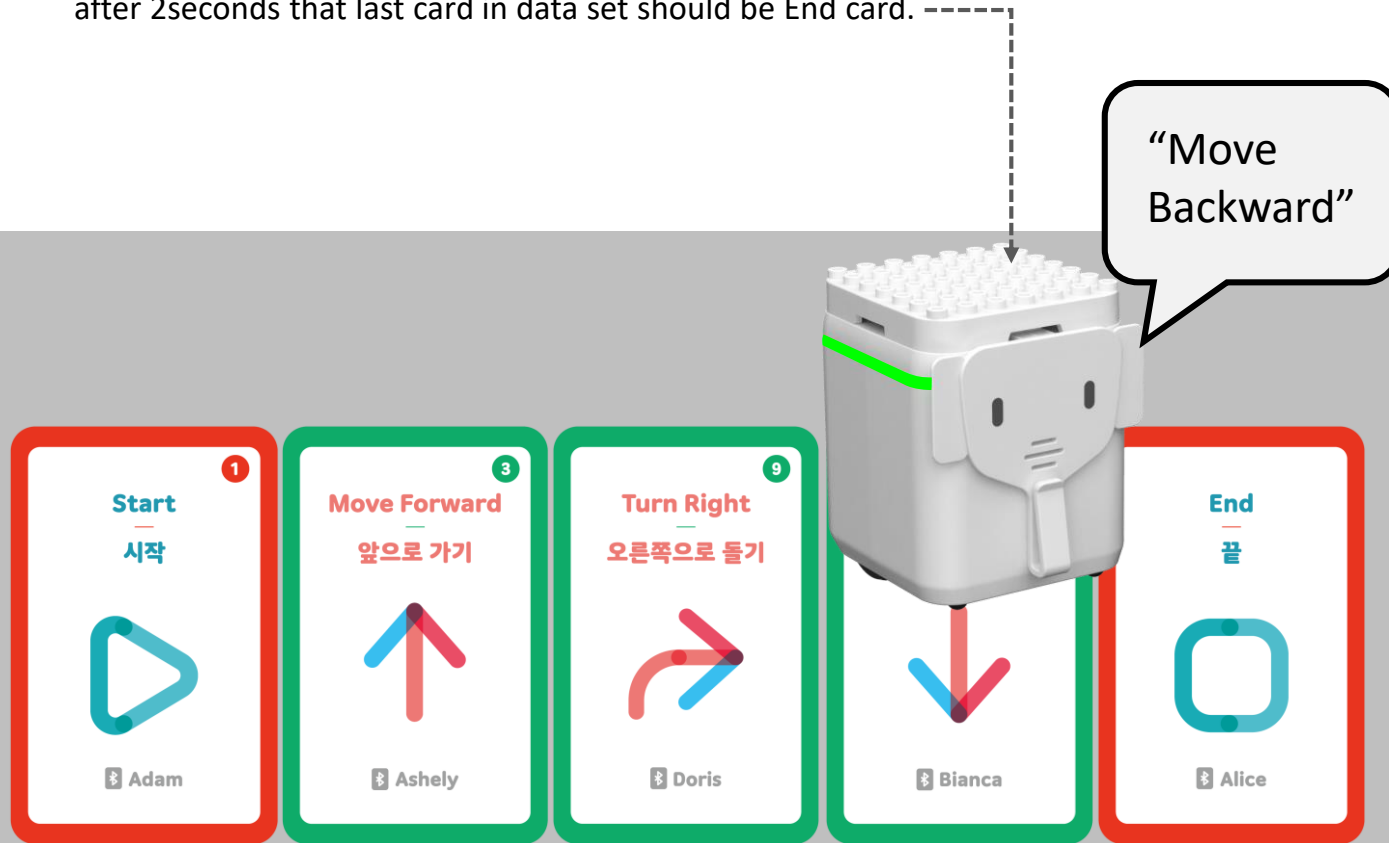 after 2seconds that last card in data set should be End card.
“Move
Backward”
1
Start
시작
Adam
3
Move Forward
앞으로 가기
Ashely
9
Turn Right
오른쪽으로 돌기
Doris
Bianca
End
끝
Alice